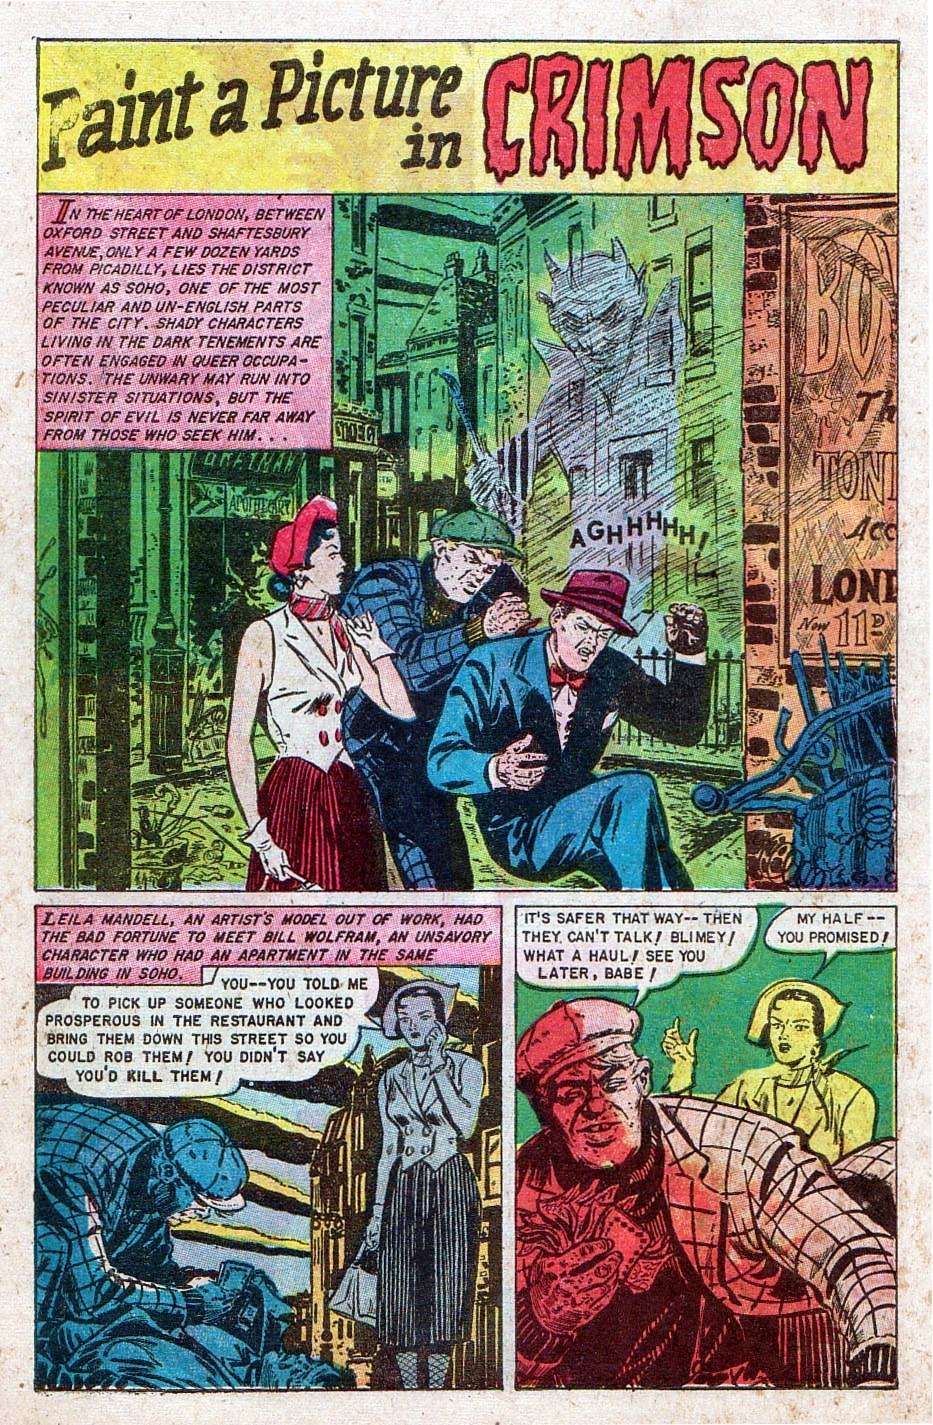 Paint a Picture
in CRIMSON
IN THE HEART OF LONDON, BETWEEN
OXFORD STREET AND SHAFTESBURY
AVENUE, ONLY A FEW DOZEN YARDS
FROM PICADILLY, LIES THE DISTRICT
KNOWN AS SOHO, ONE OF THE MOST
PECULIAR AND UN-ENGLISH PARTS
OF THE CITY. SHADY CHARACTERS
LIVING IN THE DARK TENEMENTS ARE
OFTEN ENGAGED IN QUEER OCCUPA-
TIONS. THE UNWARY MAY RUN INTO
SINISTER SITUATIONS, BUT THE
SPIRIT OF EVIL IS NEVER FAR AWAY
FROM THOSE WHO SEEK HIM...
APOTHECARY
AGHHHHH!
BO
Th
TONI
Acc
LOND
Now 11D
LEILA MANDELL, AN ARTIST'S MODEL OUT OF WORK, HAD
THE BAD FORTUNE TO MEET BILL WOLFRAM, AN UNSAVORY
CHARACTER WHO HAD AN APARTMENT IN THE SAME
BUILDING IN SOHO.
YOU--YOU TOLD ME
TO PICK UP SOMEONE WHO LOOKED
PROSPEROUS IN THE RESTAURANT AND
BRING THEM DOWN THIS STREET SO YOU
COULD ROB THEM! YOU DIDN'T SAY
YOU'D KILL THEM!
IT'S SAFER THAT WAY-- THEN
THEY CAN'T TALK! BLIMEY!
WHAT A HAUL! SEE YOU
LATER, BABE!
MY HALF--
YOU PROMISED!